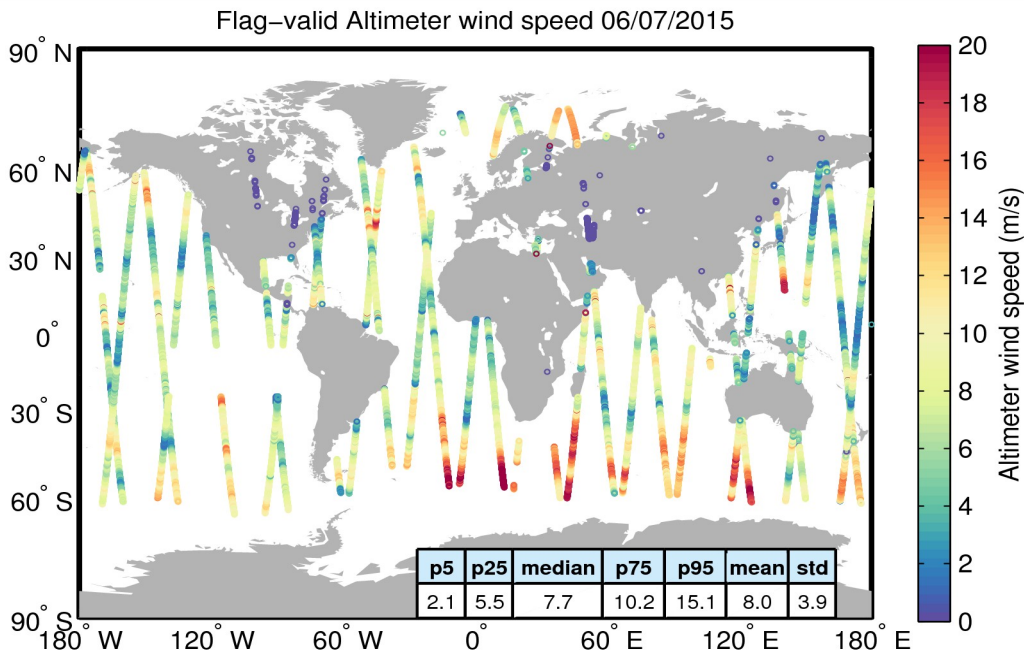 Flag−valid Altimeter wind speed 06/07/2015
90° N
60° N
30° N
0°
30° S
60° S
90° S
180° W
120° W
60° W
0°
60° E
120° E
180° E
p5 p25 median p75 p95 mean std
2.1 5.5 7.7 10.2 15.1 8.0 3.9
20
18
16
14
12
10
8
6
4
2
0
Altimeter wind speed (m/s)